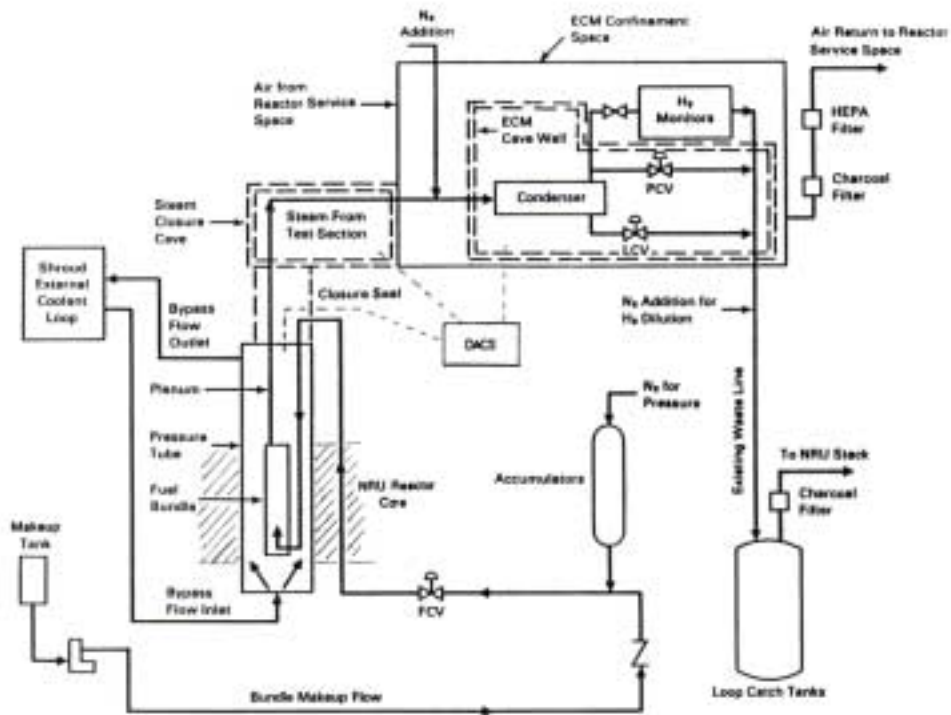 N₂
Addition
ECM Confinement
Space
Air Return to Reactor
Service Space
Air from
Reactor Service
Space
ECM
Cave Wall
H₂
Monitors
HEPA
Filter
PCV
Charcoal
Filter
Condenser
Steam
Closure
Cave
Steam From
Test Section
LCV
Shroud
External
Coolant
Loop
Closure Seal
N₂ Addition for
H₂ Dilution
Bypass
Flow
Outlet
DACS
Plenum
N₂ for
Pressure
Existing Waste Line
Pressure
Tube
To NRU Stack
Accumulators
NRU Reactor
Core
Fuel
Bundle
Charcoal
Filter
Makeup
Tank
Bypass
Flow Inlet
FCV
Bundle Makeup Flow
Loop Catch Tanks